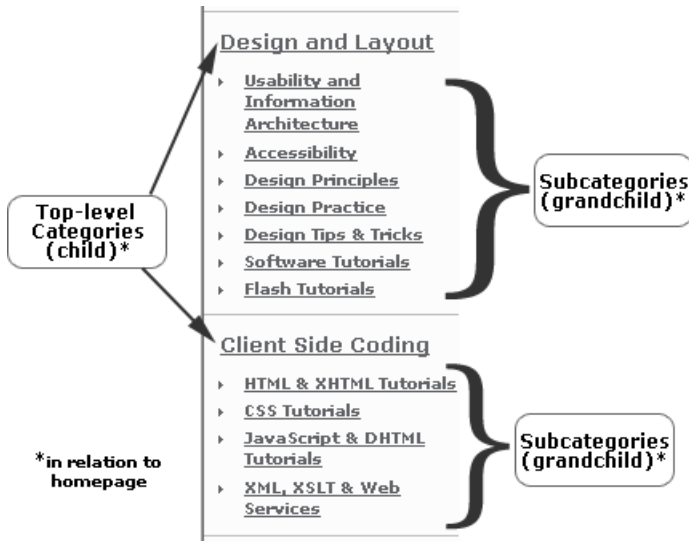 Design and Layout
Usability and
Information
Architecture
Accessibility
Design Principles
Design Practice
Design Tips & Tricks
Software Tutorials
Flash Tutorials
Subcategories
(grandchild)*
Top-level
Categories
(child)*
Client Side Coding
HTML & XHTML Tutorials
CSS Tutorials
JavaScript & DHTML
Tutorials
XML, XSLT & Web
Services
Subcategories
(grandchild)*
*in relation to
homepage